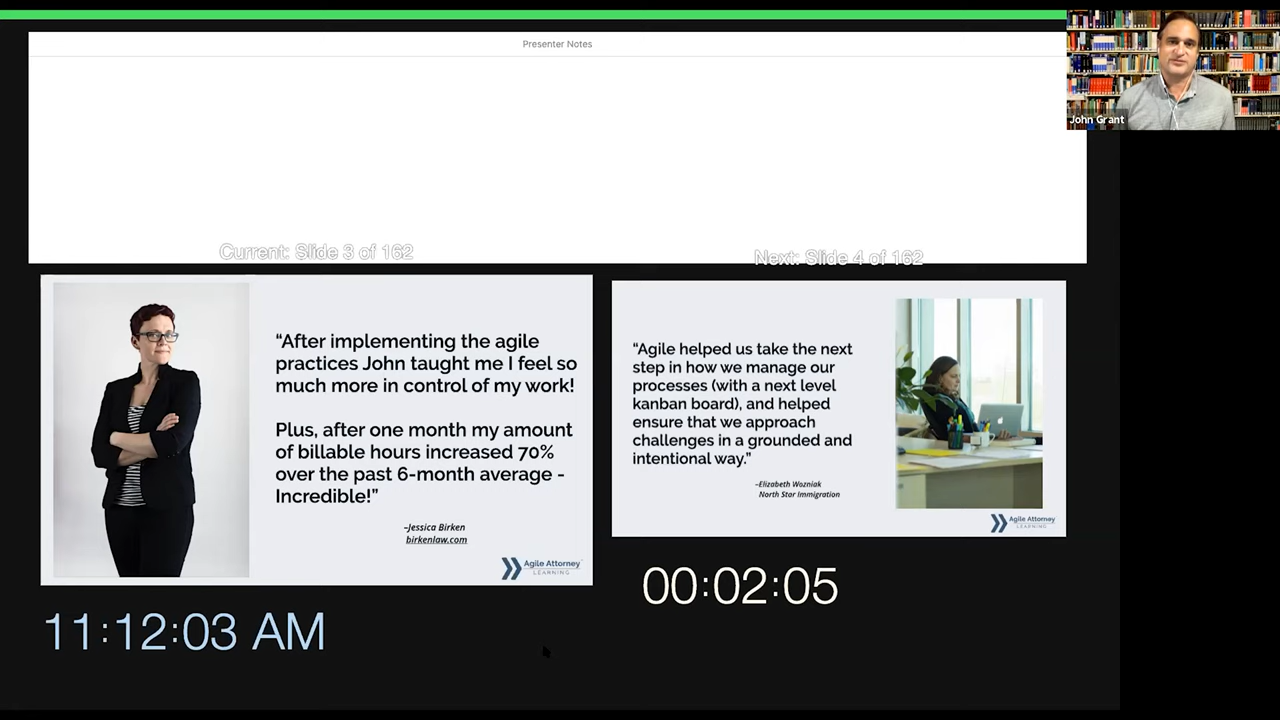 Presenter Notes
John Grant
Current: Slide 3 of 162
Next: Slide 4 of 162
“After implementing the agile
practices John taught me I feel so
much more in control of my work!
Plus, after one month my amount
of billable hours increased 70%
over the past 6-month average -
Incredible!”
–Jessica Birken
birkenlaw.com
Agile Attorney
LEARNING
“Agile helped us take the next
step in how we manage our
processes (with a next level
kanban board), and helped
ensure that we approach
challenges in a grounded and
intentional way.”
–Elizabeth Wozniak
North Star Immigration
Agile Attorney
LEARNING
00:02:05
11:12:03 AM